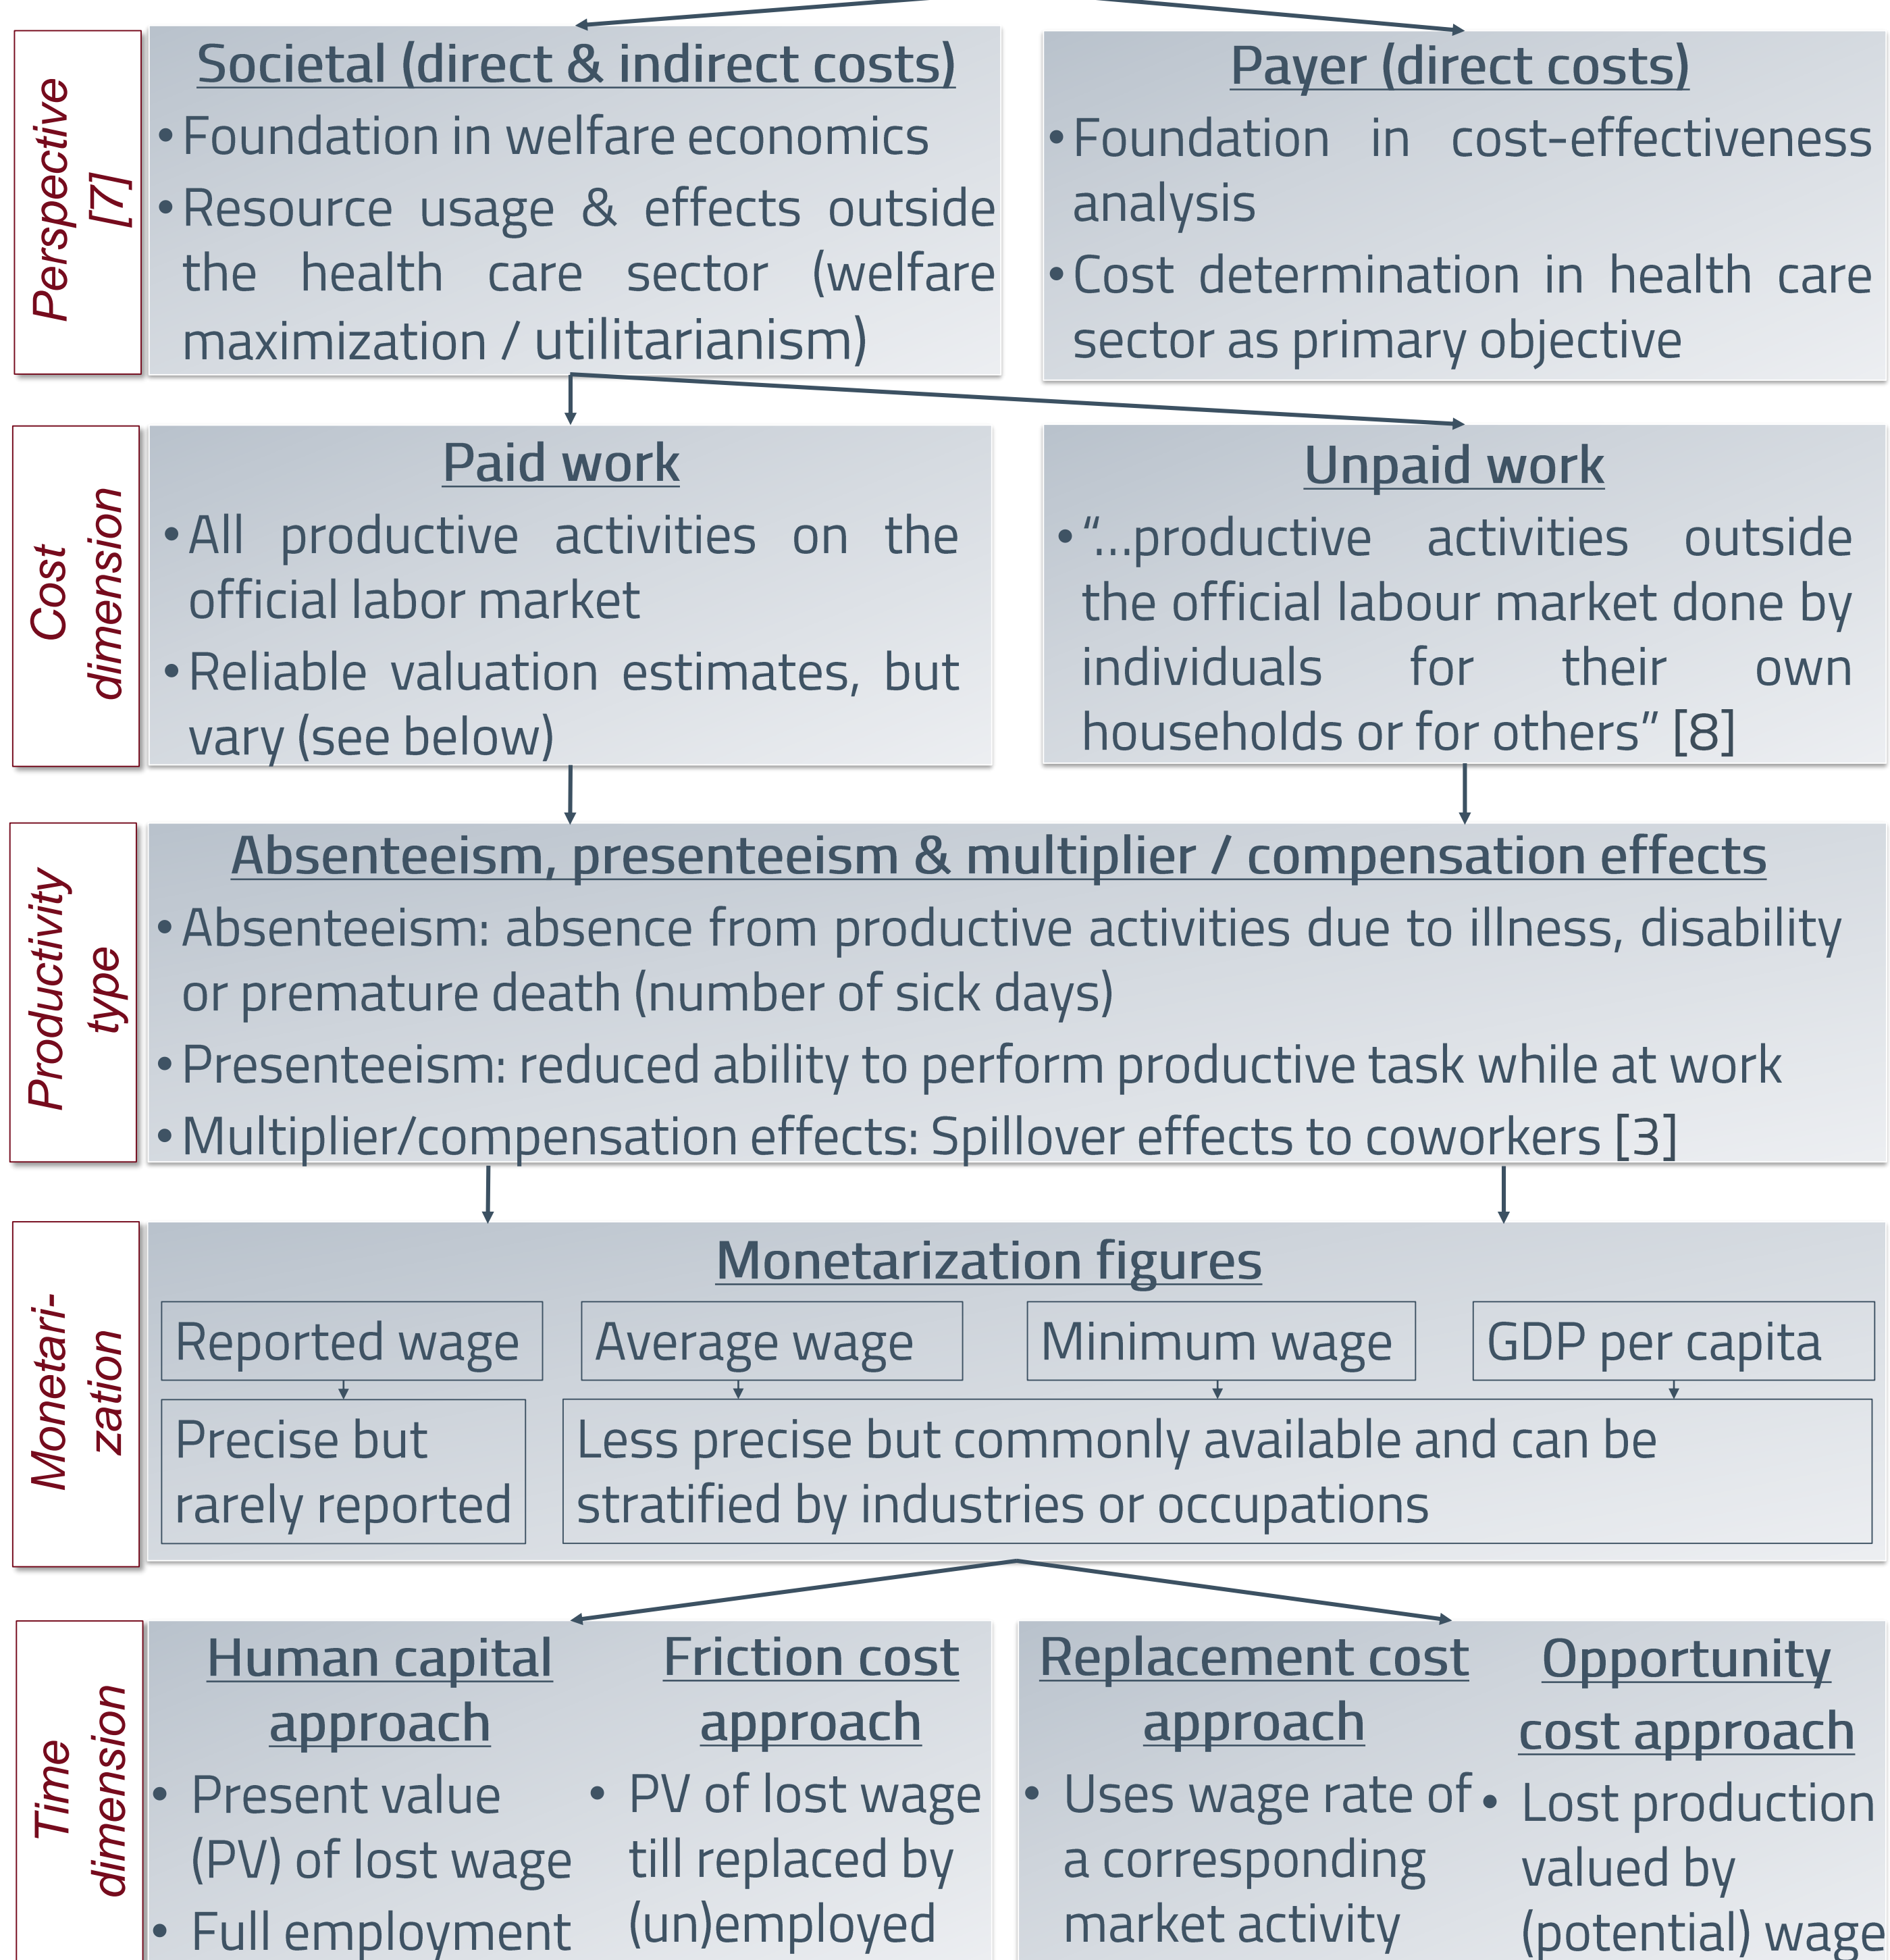 Perspective
[7]
Societal (direct & indirect costs)
•Foundation in welfare economics
•Resource usage & effects outside
the health care sector (welfare
maximization / utilitarianism)
Payer (direct costs)
•Foundation in cost-effectiveness
analysis
•Cost determination in health care
sector as primary objective
Cost
dimension
Paid work
•All productive activities on the
official labor market
•Reliable valuation estimates, but
vary (see below)
Unpaid work
•“…productive activities outside
the official labour market done by
individuals for their own
households or for others” [8]
Productivity
type
Absenteeism, presenteeism & multiplier / compensation effects
•Absenteeism: absence from productive activities due to illness, disability
or premature death (number of sick days)
•Presenteeism: reduced ability to perform productive task while at work
•Multiplier/compensation effects: Spillover effects to coworkers [3]
Monetari-
zation
Monetarization figures
Reported wage
Average wage
Minimum wage
GDP per capita
Precise but
rarely reported
Less precise but commonly available and can be
stratified by industries or occupations
Time
dimension
Human capital
approach
• Present value
(PV) of lost wage
• Full employment
Friction cost
approach
• PV of lost wage
till replaced by
(un)employed
Replacement cost
approach
• Uses wage rate of
a corresponding
market activity
Opportunity
cost approach
• Lost production
valued by
(potential) wage